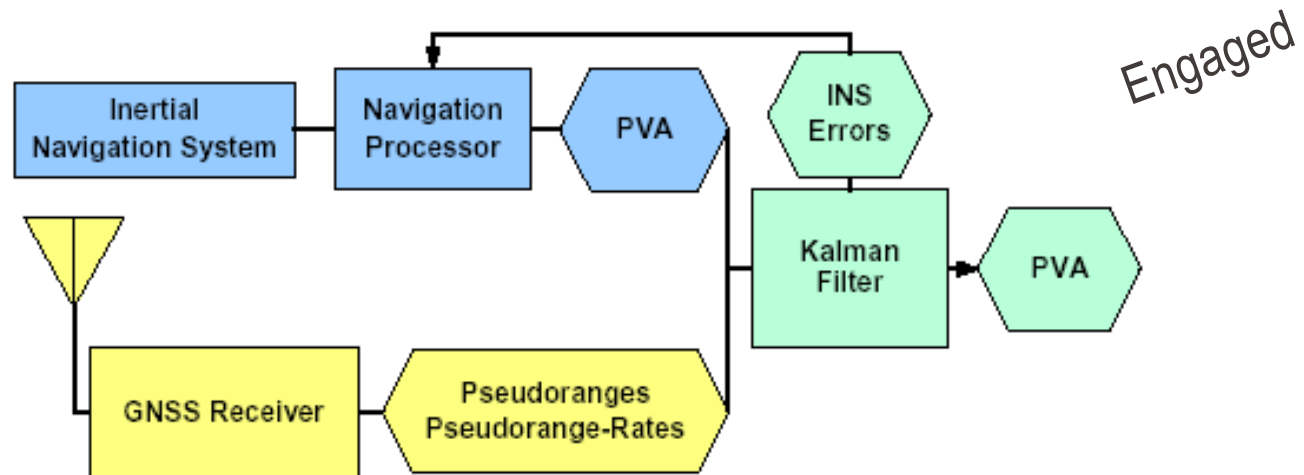 Engaged
Inertial
Navigation System
Navigation
Processor
PVA
INS
Errors
Kalman
Filter
PVA
GNSS Receiver
Pseudoranges
Pseudorange-Rates